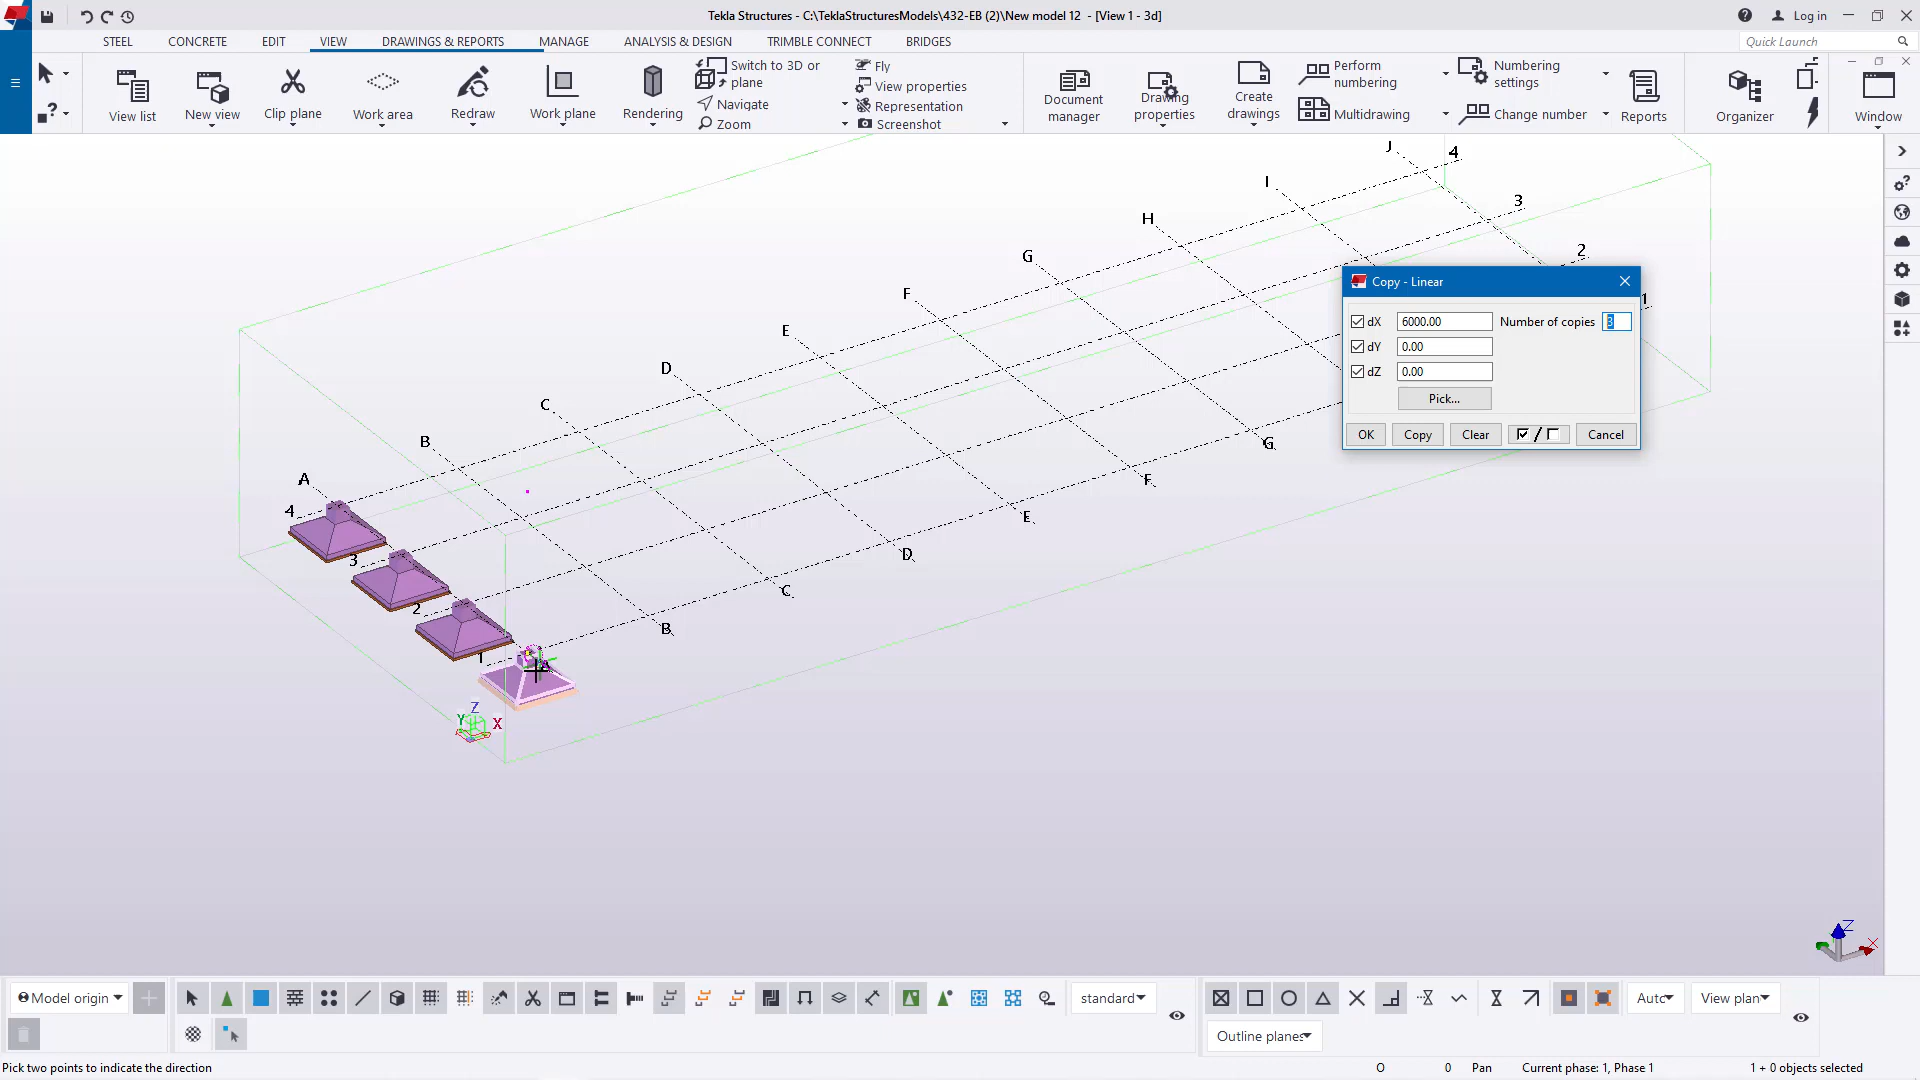 Tekla Structures - C:\TeklaStructuresModels\432-EB (2)\New model 12 - [View 1 - 3d]
Log in
STEEL CONCRETE EDIT VIEW DRAWINGS & REPORTS MANAGE ANALYSIS & DESIGN TRIMBLE CONNECT BRIDGES
Quick Launch
View list
New view
Clip plane
Work area
Redraw
Work plane
Rendering
Switch to 3D or
plane
Navigate
Zoom
Fly
View properties
Representation
Screenshot
Document
manager
Drawing
properties
Create
drawings
Perform
numbering
Multidrawing
Numbering
settings
Change number
Reports
Organizer
Window
J
4
I
3
H
2
G
1
F
E
D
C
B
A
4
3
2
1
A
B
C
D
E
F
G
Z
Y
X
Copy - Linear
dX 6000.00 Number of copies 3
dY 0.00
dZ 0.00
Pick...
OK Copy Clear / Cancel
Z
X
Model origin
standard
Auto
View plan
Outline planes
Pick two points to indicate the direction
O 0 Pan Current phase: 1, Phase 1 1 + 0 objects selected